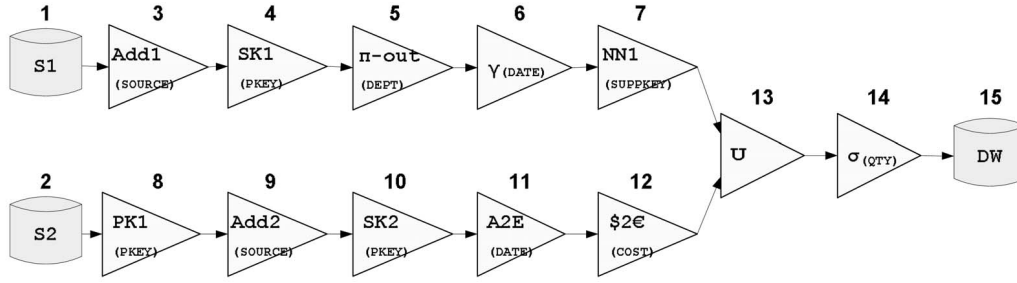 1 3 4 5 6 7
S1 Add1 (SOURCE) SK1 (PKEY) π-out (DEPT) γ(DATE) NN1 (SUPPKEY)
13 14 15
U σ(QTY) DW
2 8 9 10 11 12
S2 PK1 (PKEY) Add2 (SOURCE) SK2 (PKEY) A2E (DATE) $2€ (COST)